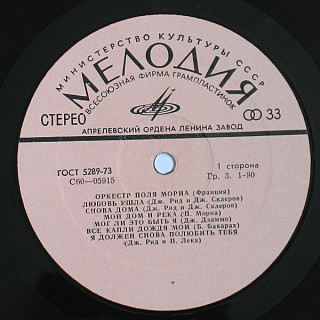 МИНИСТЕРСТВО КУЛЬТУРЫ СССР
МЕЛОДИЯ
ВСЕСОЮЗНАЯ ФИРМА ГРАМПЛАСТИНОК
СТЕРЕО
33
АПРЕЛЕВСКИЙ ОРДЕНА ЛЕНИНА ЗАВОД
ГОСТ 5289-73
С60—05915
1 сторона
Гр. 3. 1-90
ОРКЕСТР ПОЛЯ МОРИА (Франция)
ЛЮБОВЬ УШЛА (Дж. Рид и Дж. Скляров)
СНОВА ДОМА (Дж. Рид и Дж. Скляров)
МОЙ ДОМ И РЕКА (П. Мориа)
МОГ ЛИ ЭТО БЫТЬ Я (Дж. Дзаммо)
ВСЕ КАПЛИ ДОЖДЯ МОИ (Б. Бакарах)
Я ДОЛЖЕН СНОВА ПОЛЮБИТЬ ТЕБЯ
(Дж. Рид и П. Лека)